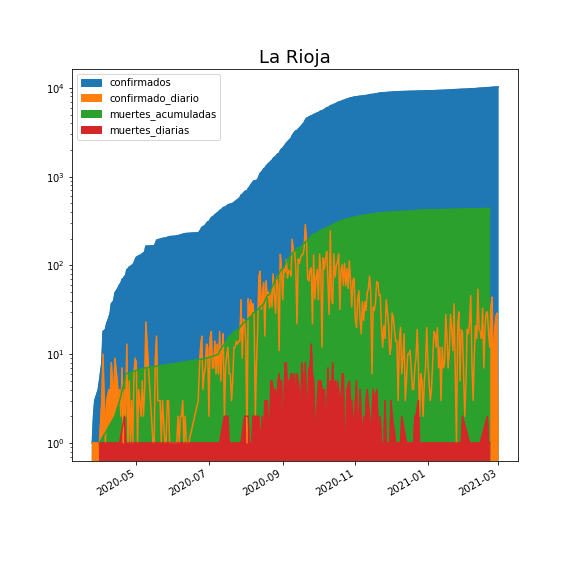 La Rioja
confirmados
confirmado_diario
muertes_acumuladas
muertes_diarias
10⁴
10³
10²
10¹
10⁰
2020-05
2020-07
2020-09
2020-11
2021-01
2021-03